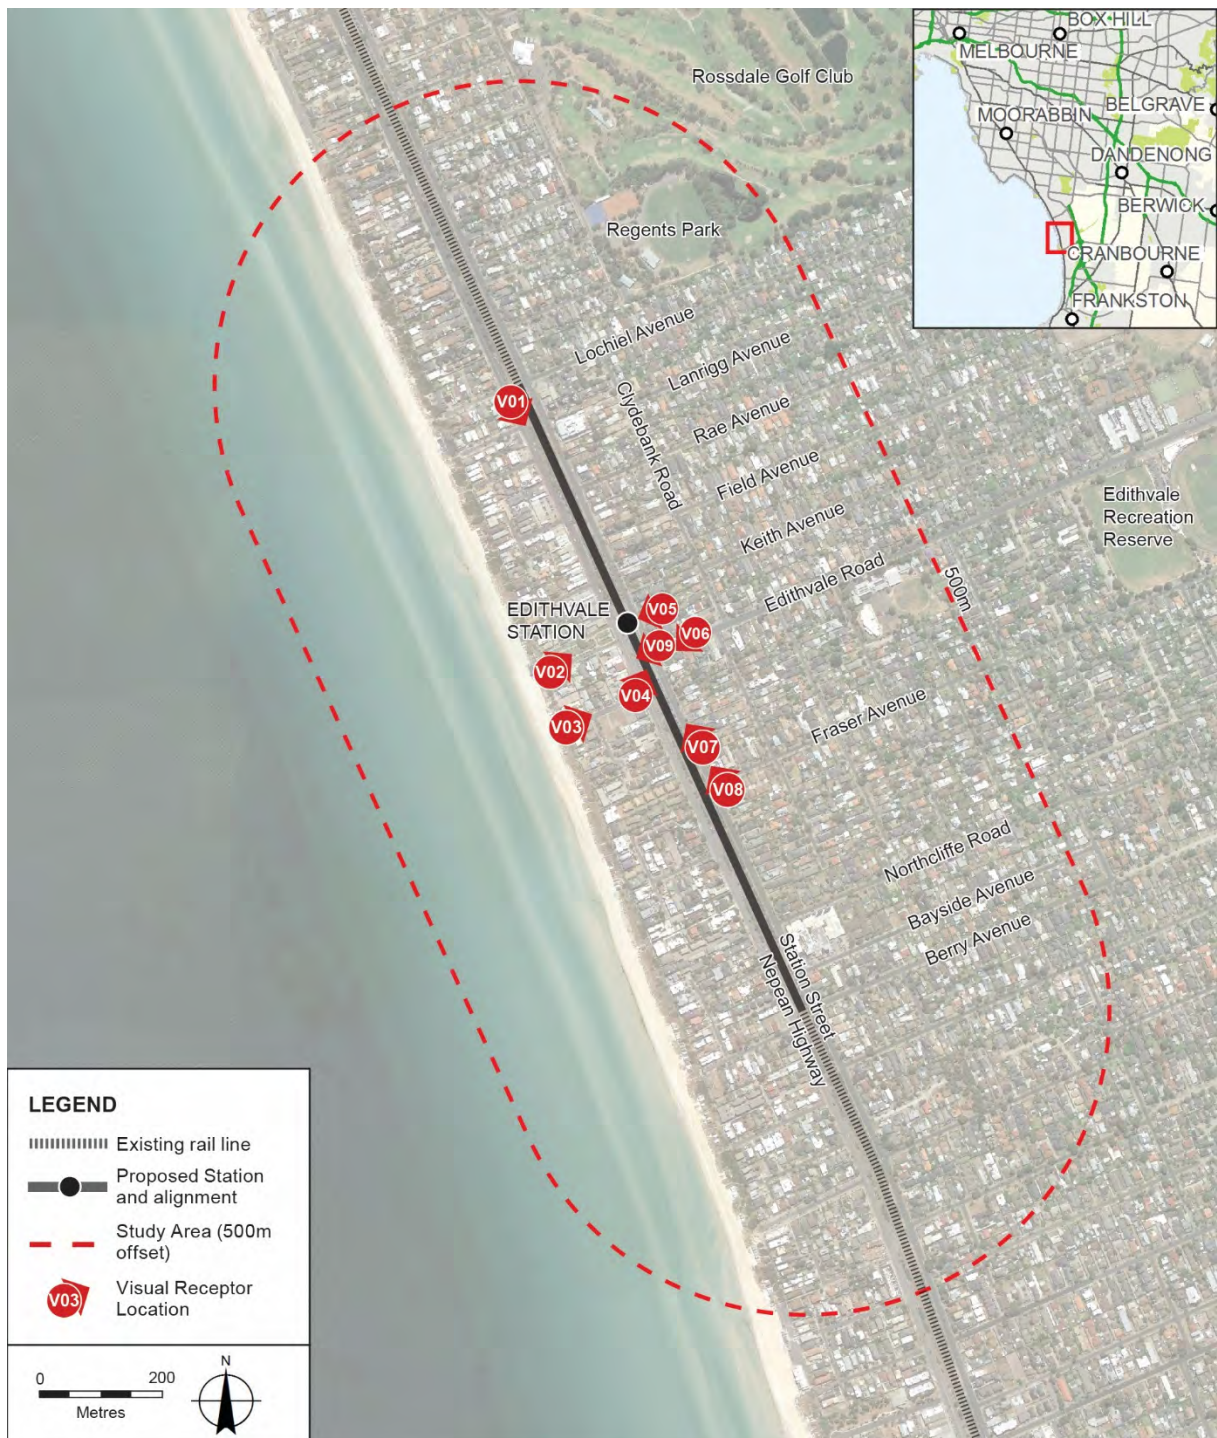 BOX HILL
MELBOURNE
BELGRAVE
MOORABBIN
DANDENONG
BERWICK
CRANBOURNE
FRANKSTON
Rossdale Golf Club
Regents Park
Lochiel Avenue
Lanrigg Avenue
Clydebank Road
Rae Avenue
Field Avenue
Keith Avenue
Edithvale Road
Edithvale
Recreation
Reserve
500m
V01
EDITHVALE
STATION
V05
V06
V09
V02
V04
V03
V07
V08
Fraser Avenue
Northcliffe Road
Bayside Avenue
Berry Avenue
Station Street
Nepean Highway
LEGEND
Existing rail line
Proposed Station
and alignment
Study Area (500m
offset)
V03
Visual Receptor
Location
0 200
Metres
N